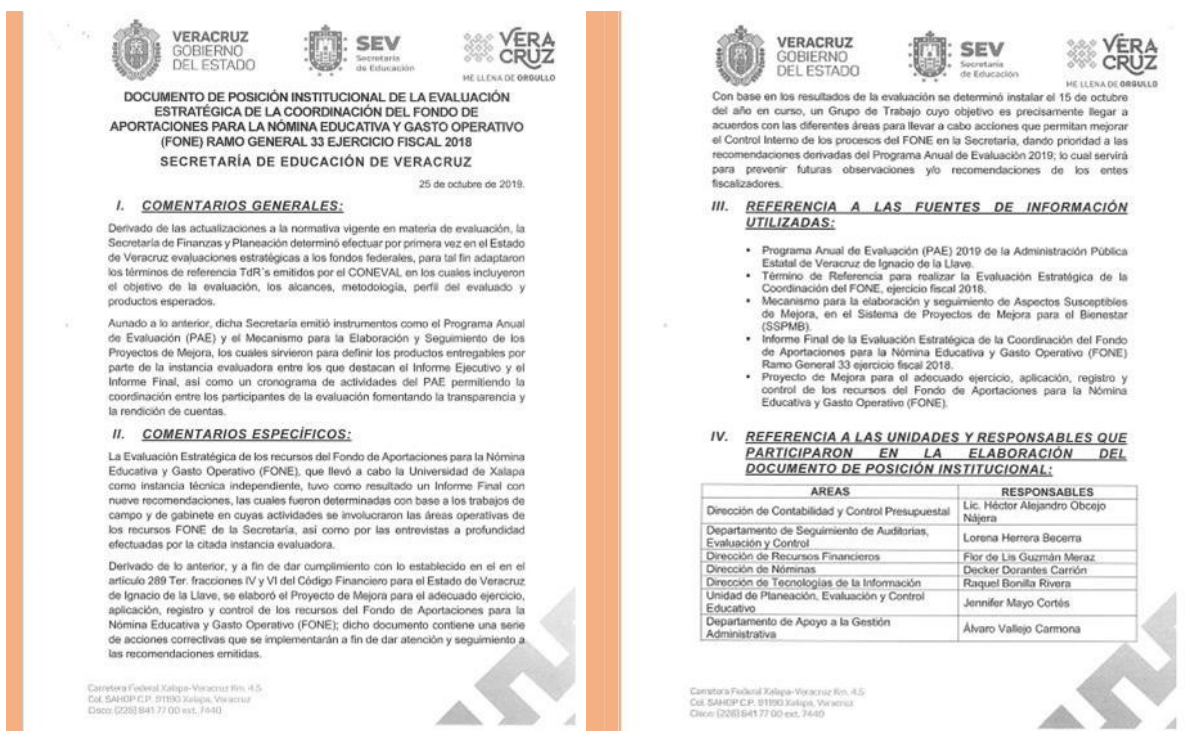 VERACRUZ
GOBIERNO
DEL ESTADO
SEV
Secretaría
de Educación
VERA
CRUZ
ME LLENA DE ORGULLO
DOCUMENTO DE POSICIÓN INSTITUCIONAL DE LA EVALUACIÓN
ESTRATÉGICA DE LA COORDINACIÓN DEL FONDO DE
APORTACIONES PARA LA NÓMINA EDUCATIVA Y GASTO OPERATIVO
(FONE) RAMO GENERAL 33 EJERCICIO FISCAL 2018
SECRETARÍA DE EDUCACIÓN DE VERACRUZ
25 de octubre de 2019.
I. COMENTARIOS GENERALES:
Derivado de las actualizaciones a la normativa vigente en materia de evaluación, la
Secretaría de Finanzas y Planeación determinó efectuar por primera vez en el Estado
de Veracruz evaluaciones estratégicas a los fondos federales, para tal fin adaptaron
los términos de referencia TdR´s emitidos por el CONEVAL en los cuales incluyeron
el objetivo de la evaluación, los alcances, metodología, perfil del evaluado y
productos esperados.
Aunado a lo anterior, dicha Secretaría emitió instrumentos como el Programa Anual
de Evaluación (PAE) y el Mecanismo para la Elaboración y Seguimiento de los
Proyectos de Mejora, los cuales sirvieron para definir los productos entregables por
parte de la instancia evaluadora entre los que destacan el Informe Ejecutivo y el
Informe Final, así como un cronograma de actividades del PAE permitiendo la
coordinación entre los participantes de la evaluación fomentando la transparencia y
la rendición de cuentas.
II. COMENTARIOS ESPECÍFICOS:
La Evaluación Estratégica de los recursos del Fondo de Aportaciones para la Nómina
Educativa y Gasto Operativo (FONE), que llevó a cabo la Universidad de Xalapa
como instancia técnica independiente, tuvo como resultado un Informe Final con
nueve recomendaciones, las cuales fueron determinadas con base a los trabajos de
campo y de gabinete en cuyas actividades se involucraron las áreas operativas de
los recursos FONE de la Secretaría, así como por las entrevistas a profundidad
efectuadas por la citada instancia evaluadora.
Derivado de lo anterior, y a fin de dar cumplimiento con lo establecido en el en el
artículo 289 Ter. fracciones IV y VI del Código Financiero para el Estado de Veracruz
de Ignacio de la Llave, se elaboró el Proyecto de Mejora para el adecuado ejercicio,
aplicación, registro y control de los recursos del Fondo de Aportaciones para la
Nómina Educativa y Gasto Operativo (FONE); dicho documento contiene una serie
de acciones correctivas que se implementarán a fin de dar atención y seguimiento a
las recomendaciones emitidas.
Carretera Federal Xalapa-Veracruz Km. 4.5
Col. SAHOP C.P. 91190 Xalapa, Veracruz
Cisco: (228) 841 77 00 ext. 7440
VERACRUZ
GOBIERNO
DEL ESTADO
SEV
Secretaría
de Educación
VERA
CRUZ
ME LLENA DE ORGULLO
Con base en los resultados de la evaluación se determinó instalar el 15 de octubre
del año en curso, un Grupo de Trabajo cuyo objetivo es precisamente llegar a
acuerdos con las diferentes áreas para llevar a cabo acciones que permitan mejorar
el Control Interno de los procesos del FONE en la Secretaría, dando prioridad a las
recomendaciones derivadas del Programa Anual de Evaluación 2019; lo cual servirá
para prevenir futuras observaciones y/o recomendaciones de los entes
fiscalizadores.
III. REFERENCIA A LAS FUENTES DE INFORMACIÓN
UTILIZADAS:
▪ Programa Anual de Evaluación (PAE) 2019 de la Administración Pública
Estatal de Veracruz de Ignacio de la Llave.
▪ Término de Referencia para realizar la Evaluación Estratégica de la
Coordinación del FONE, ejercicio fiscal 2018.
▪ Mecanismo para la elaboración y seguimiento de Aspectos Susceptibles
de Mejora, en el Sistema de Proyectos de Mejora para el Bienestar
(SSPMB).
▪ Informe Final de la Evaluación Estratégica de la Coordinación del Fondo
de Aportaciones para la Nómina Educativa y Gasto Operativo (FONE)
Ramo General 33 ejercicio fiscal 2018.
▪ Proyecto de Mejora para el adecuado ejercicio, aplicación, registro y
control de los recursos del Fondo de Aportaciones para la Nómina
Educativa y Gasto Operativo (FONE).
IV. REFERENCIA A LAS UNIDADES Y RESPONSABLES QUE
PARTICIPARON EN LA ELABORACIÓN DEL
DOCUMENTO DE POSICIÓN INSTITUCIONAL:
AREAS RESPONSABLES
Dirección de Contabilidad y Control Presupuestal Lic. Héctor Alejandro Obcejo
Nájera
Departamento de Seguimiento de Auditorias,
Evaluación y Control Lorena Herrera Becerra
Dirección de Recursos Financieros Flor de Lis Guzmán Meraz
Dirección de Nóminas Decker Dorantes Carrión
Dirección de Tecnologías de la Información Raquel Bonilla Rivera
Unidad de Planeación, Evaluación y Control
Educativo Jennifer Mayo Cortés
Departamento de Apoyo a la Gestión
Administrativa Álvaro Vallejo Carmona
Carretera Federal Xalapa-Veracruz Km. 4.5
Col. SAHOP C.P. 91190 Xalapa, Veracruz
Cisco: (228) 841 77 00 ext. 7440